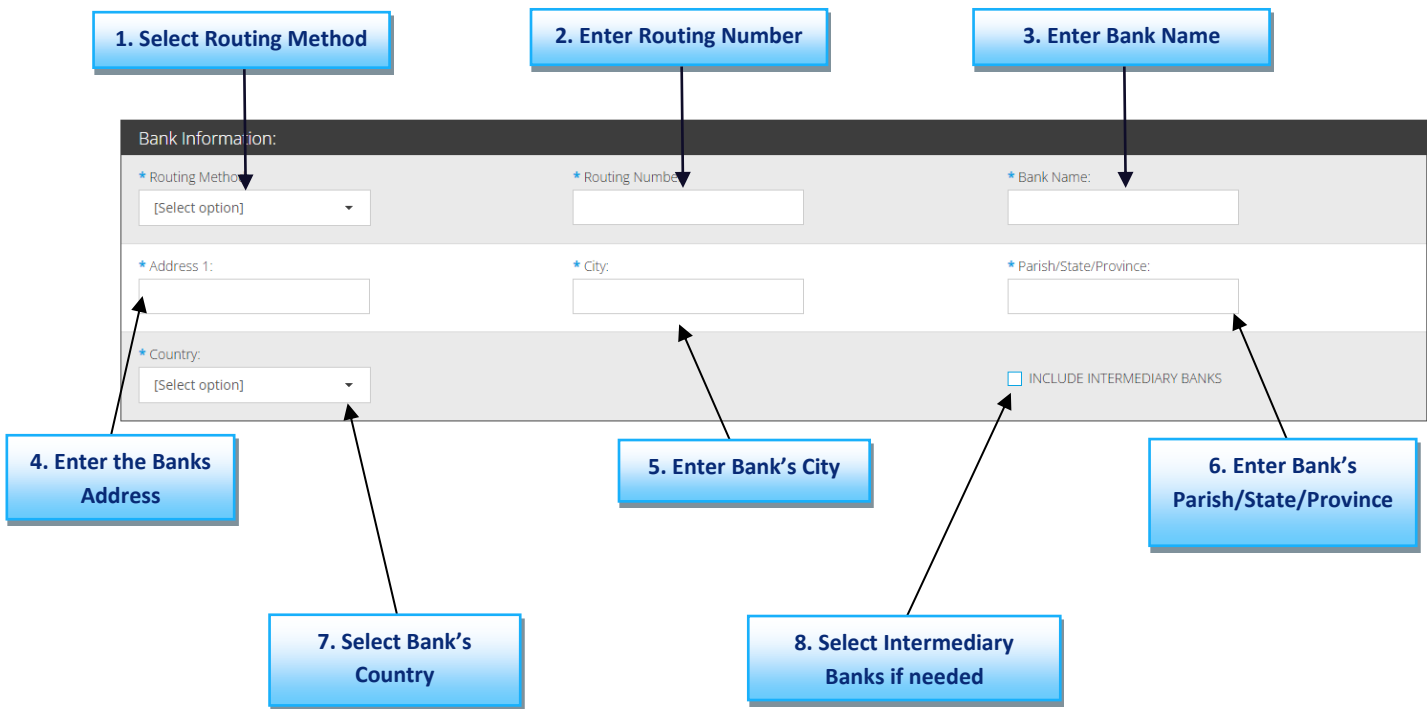 1. Select Routing Method
2. Enter Routing Number
3. Enter Bank Name
Bank Information:
* Routing Metho
* Routing Numbe
* Bank Name:
[Select option]
* Address 1:
* City:
* Parish/State/Province:
* Country:
[Select option]
INCLUDE INTERMEDIARY BANKS
4. Enter the Banks
Address
5. Enter Bank’s City
6. Enter Bank’s
Parish/State/Province
7. Select Bank’s
Country
8. Select Intermediary
Banks if needed